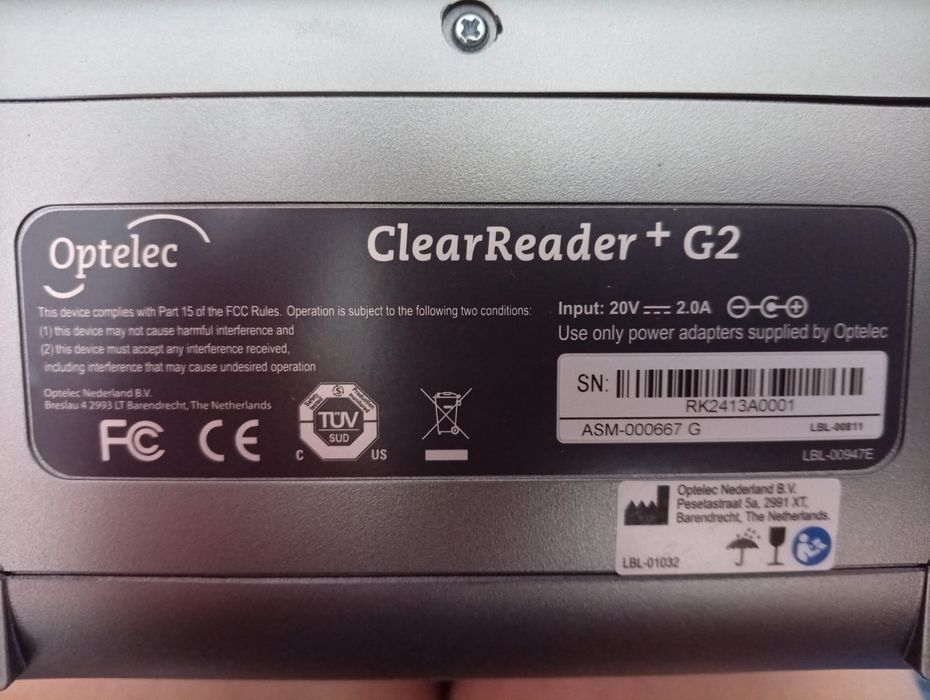 Optelec
ClearReader+ G2
This device complies with Part 15 of the FCC Rules. Operation is subject to the following two conditions:
(1) this device may not cause harmful interference and
(2) this device must accept any interference received,
including interference that may cause undesired operation
Optelec Nederland B.V.
Breslau 4 2993 LT Barendrecht, The Netherlands
FC CE
TÜV
SUD
C US
Input: 20V 2.0A
Use only power adapters supplied by Optelec
SN:
RK2413A0001
ASM-000667 G LBL-00811
LBL-00947E
Optelec Nederland B.V.
Pesetastraat 5a, 2991 XT,
Barendrecht, The Netherlands.
LBL-01032